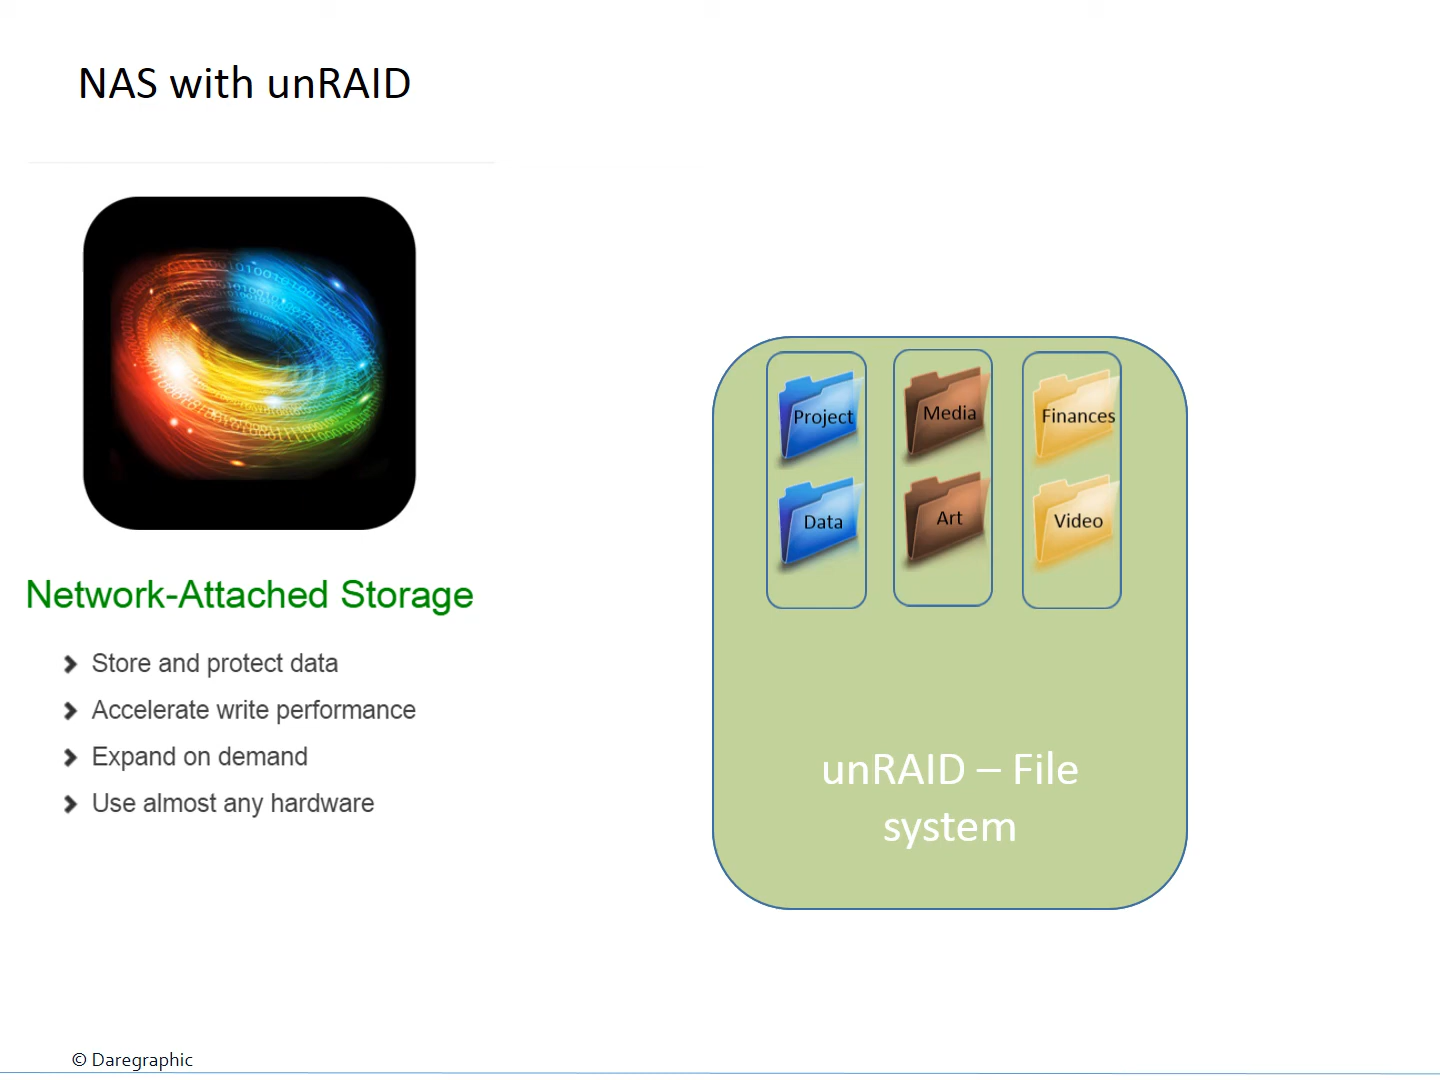 NAS with unRAID
Network-Attached Storage
Store and protect data
Accelerate write performance
Expand on demand
Use almost any hardware
Project
Media
Finances
Data
Art
Video
unRAID – File
system
© Daregraphic